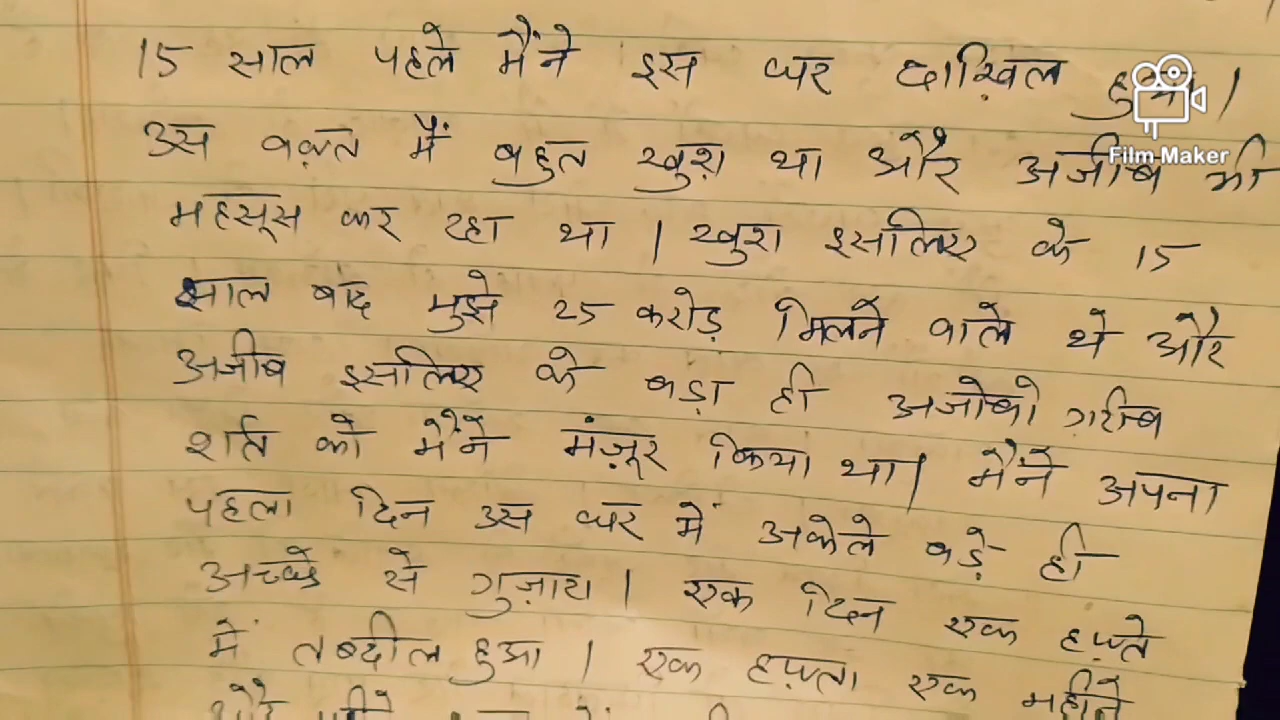 15 साल पहले मैंने इस घर दाख़िल हुआ।
उस वक़्त मैं बहुत ख़ुश था और अजीब भी
महसूस कर रहा था। ख़ुश इसलिए के 15
साल बाद मुझे 25 करोड़ मिलने वाले थे और
अजीब इसलिए के बड़ा ही अजीबो ग़रीब
शर्त को मैंने मंज़ूर किया था। मैंने अपना
पहला दिन उस घर में अकेले बड़े ही
अच्छे से गुज़ारा। एक दिन एक हफ़्ते
में तब्दील हुआ। एक हफ़्ता एक महीने
Film Maker